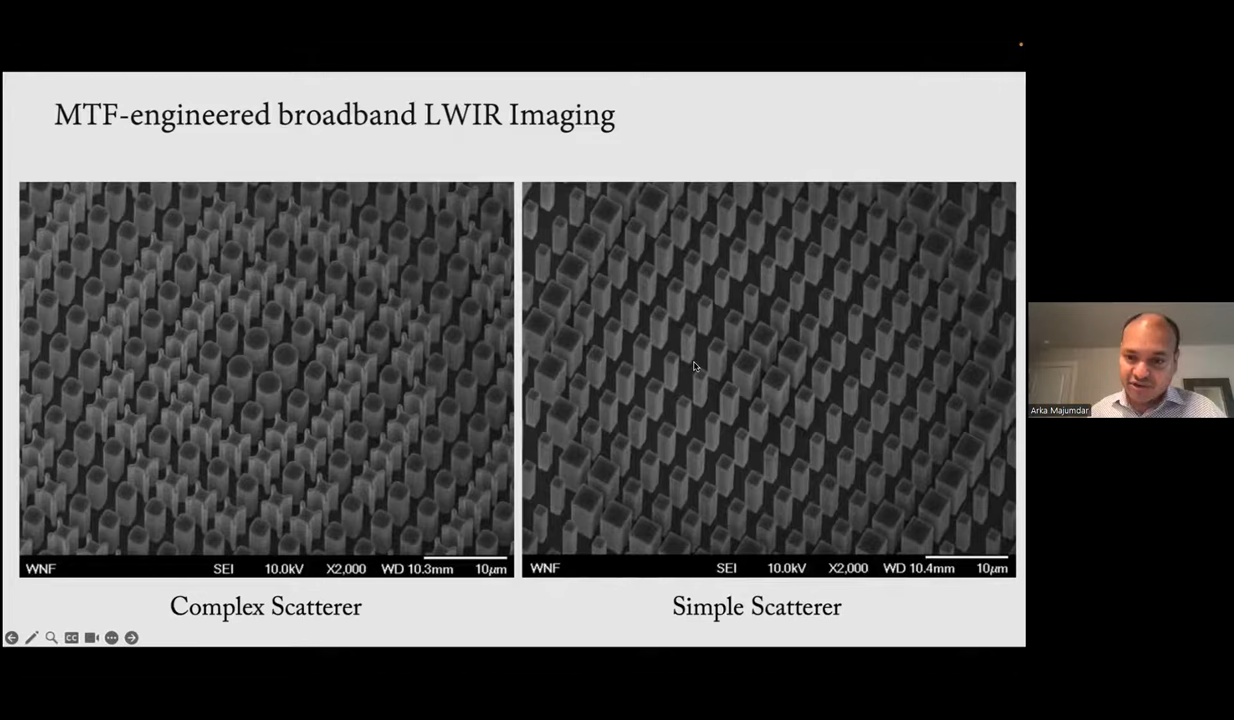 MTF-engineered broadband LWIR Imaging
WNF SEI 10.0kV X2,000 WD 10.3mm 10μm
WNF SEI 10.0kV X2,000 WD 10.4mm 10μm
Complex Scatterer
Simple Scatterer
Arka Majumdar
CC